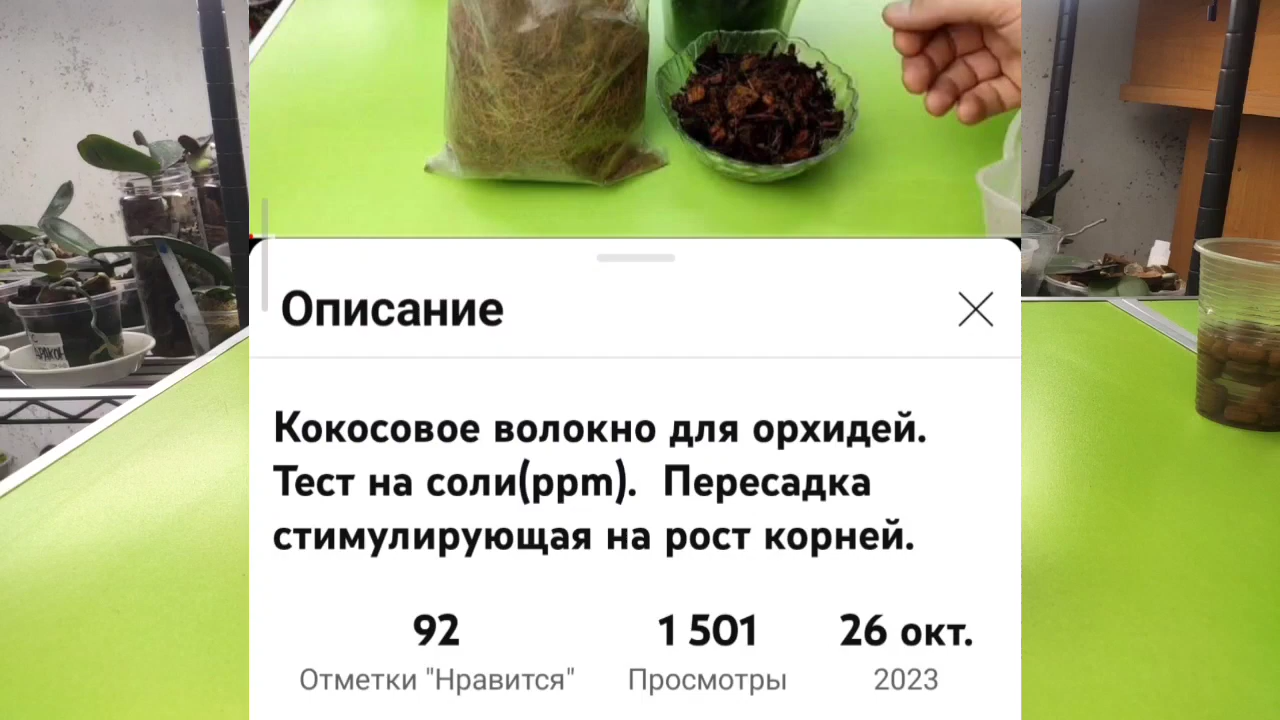 Описание
Кокосовое волокно для орхидей.
Тест на соли(ppm). Пересадка
стимулирующая на рост корней.
92 1 501 26 окт.
Отметки "Нравится" Просмотры 2023